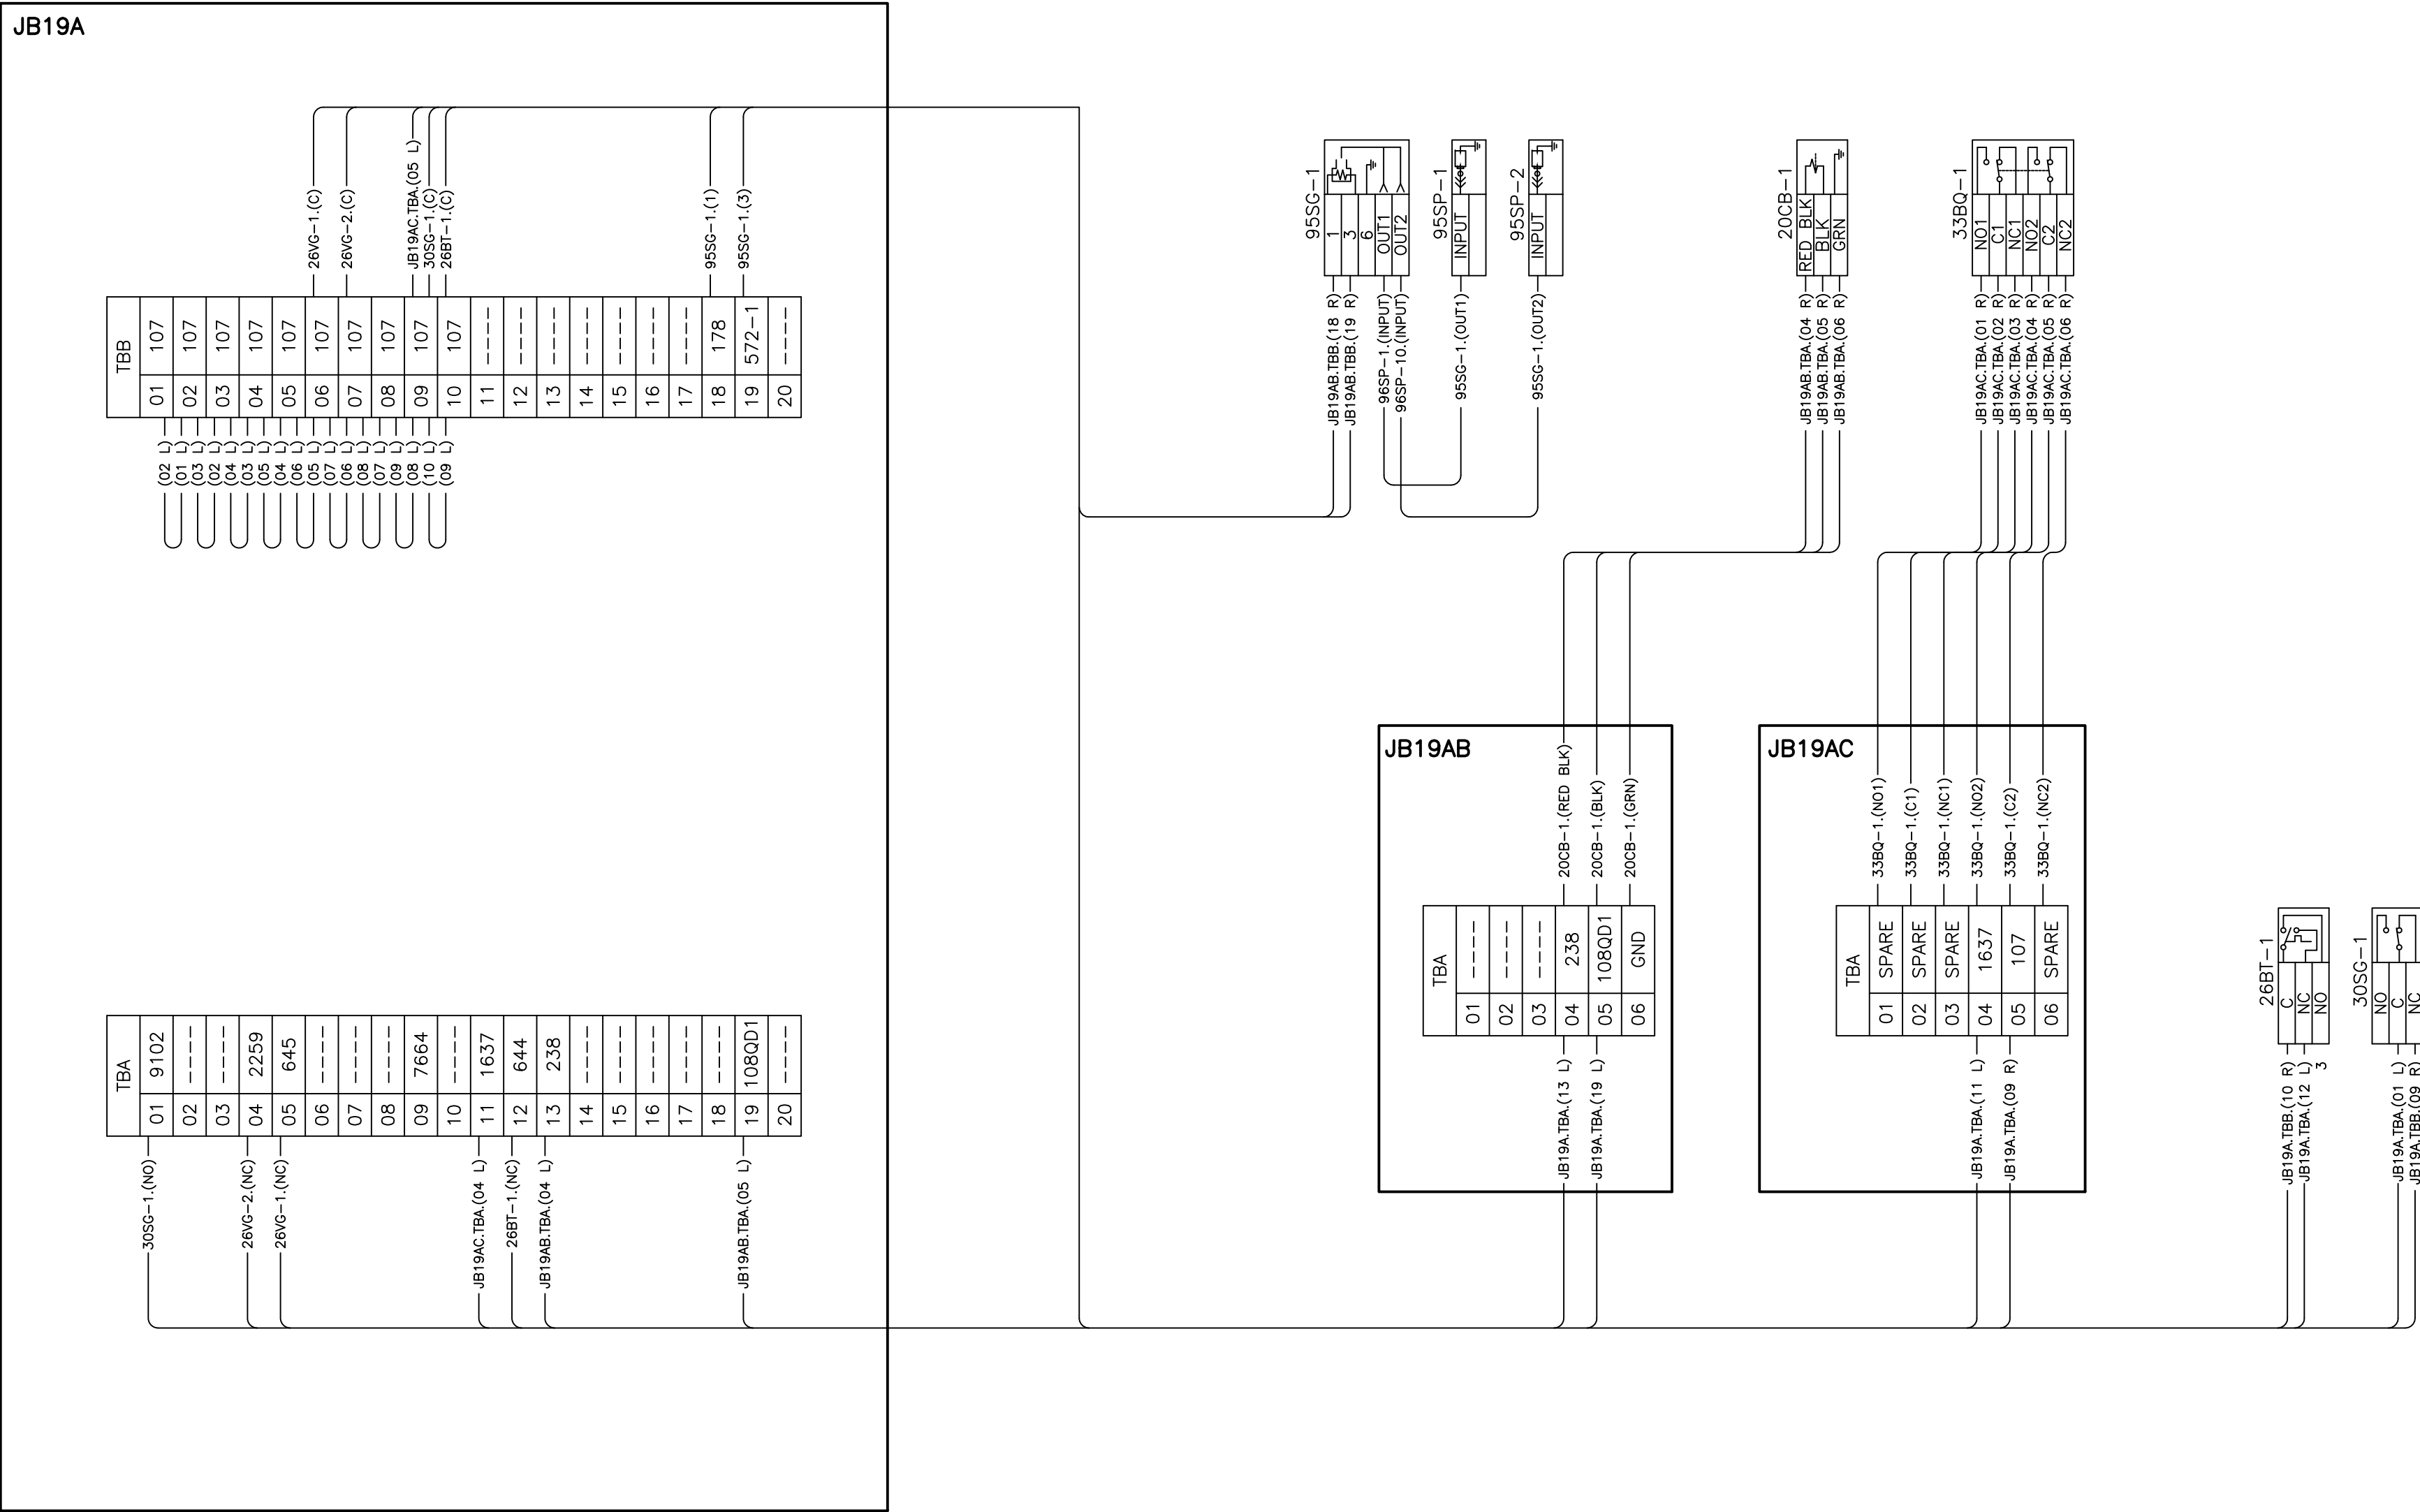 JB19A
26VG-1.(C)
26VG-2.(C)
JB19AC.TBA.(05 L)
30SG-1.(C)
26BT-1.(C)
95SG-1.(1)
95SG-1.(3)
TBB
01 107
02 107
03 107
04 107
05 107
06 107
07 107
08 107
09 107
10 107
11 -----
12 -----
13 -----
14 -----
15 -----
16 -----
17 -----
18 178
19 572-1
20 ----
(02 L)
(01 L)
(03 L)
(02 L)
(04 L)
(03 L)
(05 L)
(04 L)
(06 L)
(05 L)
(07 L)
(06 L)
(08 L)
(07 L)
(09 L)
(08 L)
(10 L)
(09 L)
TBA
01 9102
02 -----
03 -----
04 2259
05 645
06 -----
07 -----
08 -----
09 7664
10 -----
11 1637
12 644
13 238
14 -----
15 -----
16 -----
17 -----
18 -----
19 108QD1
20 ----
30SG-1.(NO)
26VG-2.(NC)
26VG-1.(NC)
JB19AC.TBA.(04 L)
26BT-1.(NC)
JB19AB.TBA.(04 L)
JB19AB.TBA.(05 L)
95SG-1
1
3
6
OUT1
OUT2
JB19AB.TBB.(18 R)
JB19AB.TBB.(19 R)
96SP-1.(INPUT)
96SP-10.(INPUT)
95SP-1
INPUT
95SG-1.(OUT1)
95SP-2
INPUT
95SG-1.(OUT2)
20CB-1
RED BLK
BLK
GRN
JB19AB.TBA.(04 R)
JB19AB.TBA.(05 R)
JB19AB.TBA.(06 R)
33BQ-1
NO1
C1
NC1
NO2
C2
NC2
JB19AC.TBA.(01 R)
JB19AC.TBA.(02 R)
JB19AC.TBA.(03 R)
JB19AC.TBA.(04 R)
JB19AC.TBA.(05 R)
JB19AC.TBA.(06 R)
JB19AB
20CB-1.(RED BLK)
20CB-1.(BLK)
20CB-1.(GRN)
TBA
01 ----
02 ----
03 ----
04 238
05 108QD1
06 GND
JB19A.TBA.(13 L)
JB19A.TBA.(19 L)
JB19AC
33BQ-1.(NO1)
33BQ-1.(C1)
33BQ-1.(NC1)
33BQ-1.(NO2)
33BQ-1.(C2)
33BQ-1.(NC2)
TBA
01 SPARE
02 SPARE
03 SPARE
04 1637
05 107
06 SPARE
JB19A.TBA.(11 L)
JB19A.TBA.(09 R)
26BT-1
C
NC
NO
JB19A.TBB.(10 R)
JB19A.TBA.(12 L)
3
30SG-1
NO
C
NC
JB19A.TBA.(01 L)
JB19A.TBB.(09 R)